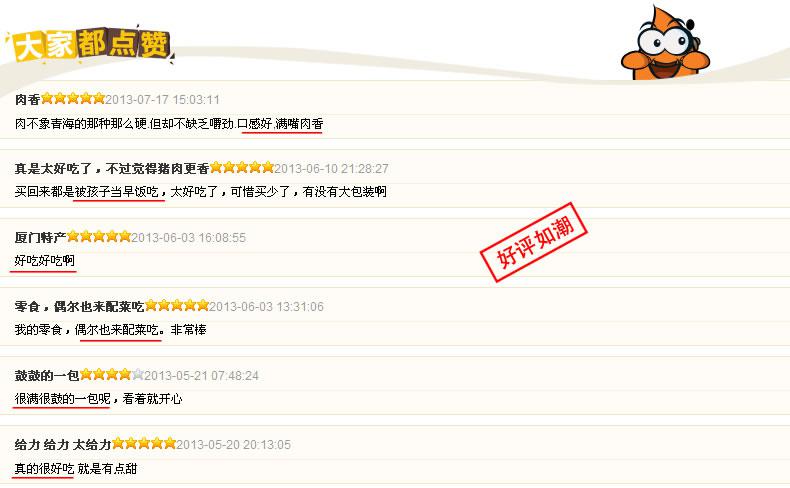 大家都点赞
肉香2013-07-17 15:03:11
肉不象青海的那种那么硬.但却不缺乏嚼劲.口感好,满嘴肉香
真是太好吃了，不过觉得猪肉更香2013-06-10 21:28:27
买回来都是被孩子当早饭吃，太好吃了，可惜买少了，有没有大包装啊
厦门特产2013-06-03 16:08:55
好评如潮
好吃好吃啊
零食，偶尔也来配菜吃2013-06-03 13:31:06
我的零食，偶尔也来配菜吃。非常棒
鼓鼓的一包2013-05-21 07:48:24
很满很鼓的一包呢，看着就开心
给力 给力 太给力2013-05-20 20:13:05
真的很好吃 就是有点甜